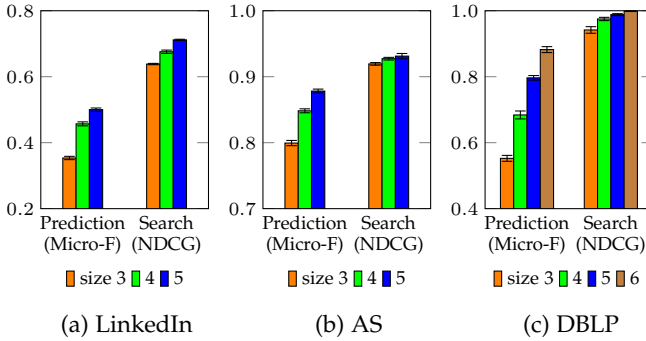 0.8
0.6
0.4
0.2
Prediction
(Micro-F)
Search
(NDCG)
size 3 4 5
(a) LinkedIn
1.0
0.9
0.8
0.7
Prediction
(Micro-F)
Search
(NDCG)
size 3 4 5
(b) AS
1.0
0.8
0.6
0.4
Prediction
(Micro-F)
Search
(NDCG)
size 3 4 5 6
(c) DBLP